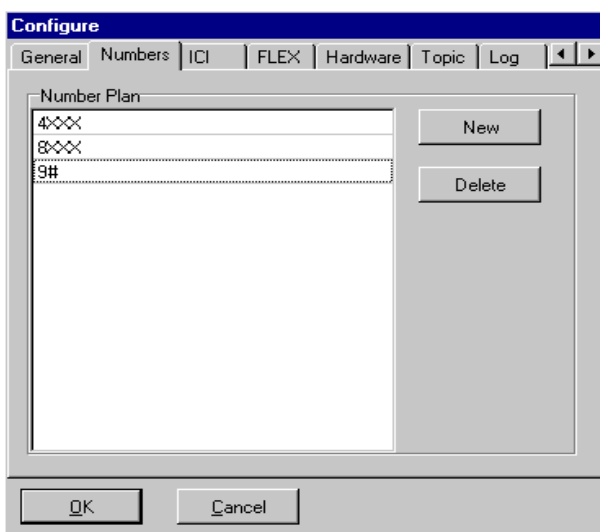 Configure
General Numbers ICI FLEX Hardware Topic Log
Number Plan
4XXX
8XXX
9#
New
Delete
OK Cancel